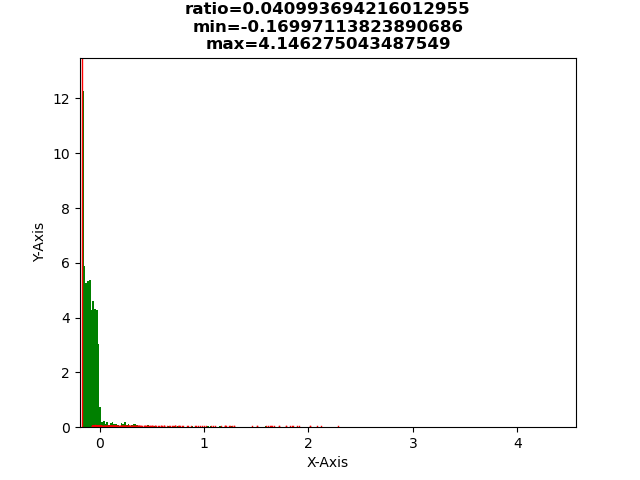 ratio=0.040993694216012955
min=-0.16997113823890686
max=4.146275043487549
12
10
8
6
4
2
0
Y-Axis
0 1 2 3 4
X-Axis